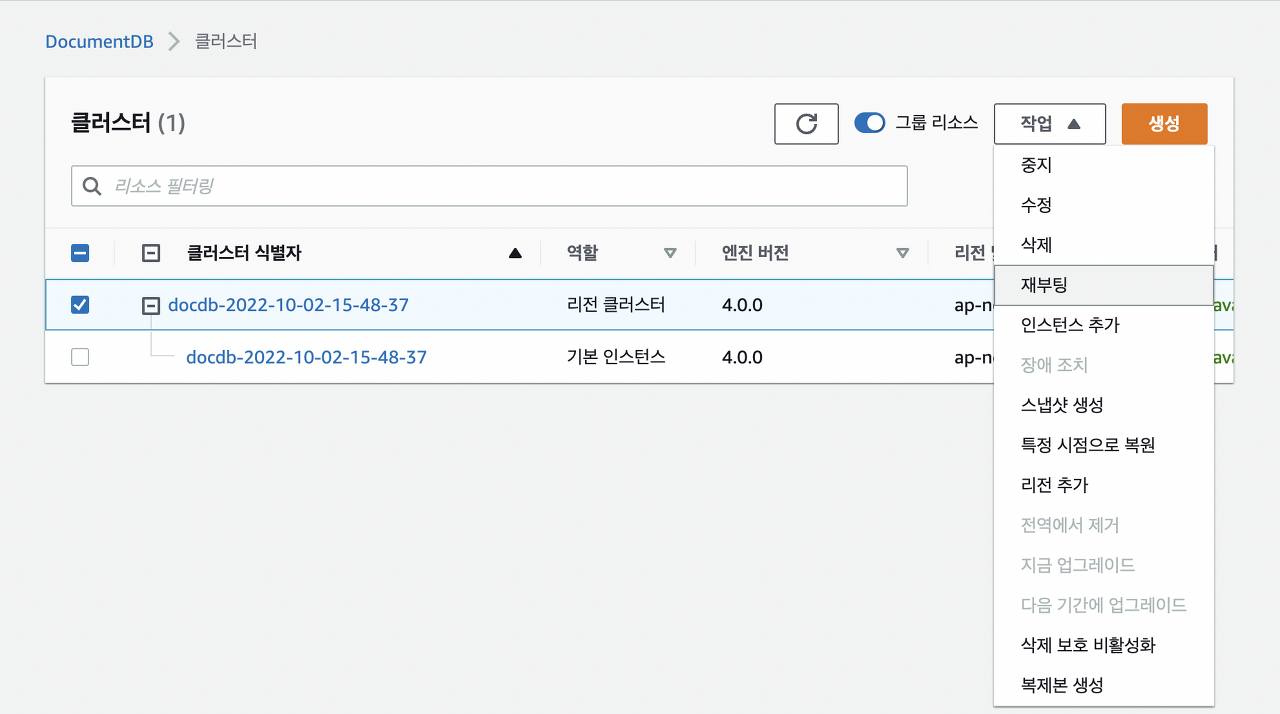 DocumentDB 클러스터
클러스터 (1)
그룹 리소스 작업 생성
리소스 필터링
클러스터 식별자 역할 엔진 버전 리전
docdb-2022-10-02-15-48-37 리전 클러스터 4.0.0
docdb-2022-10-02-15-48-37 기본 인스턴스 4.0.0
중지
수정
삭제
재부팅
인스턴스 추가
장애 조치
스냅샷 생성
특정 시점으로 복원
리전 추가
전역에서 제거
지금 업그레이드
다음 기간에 업그레이드
삭제 보호 비활성화
복제본 생성